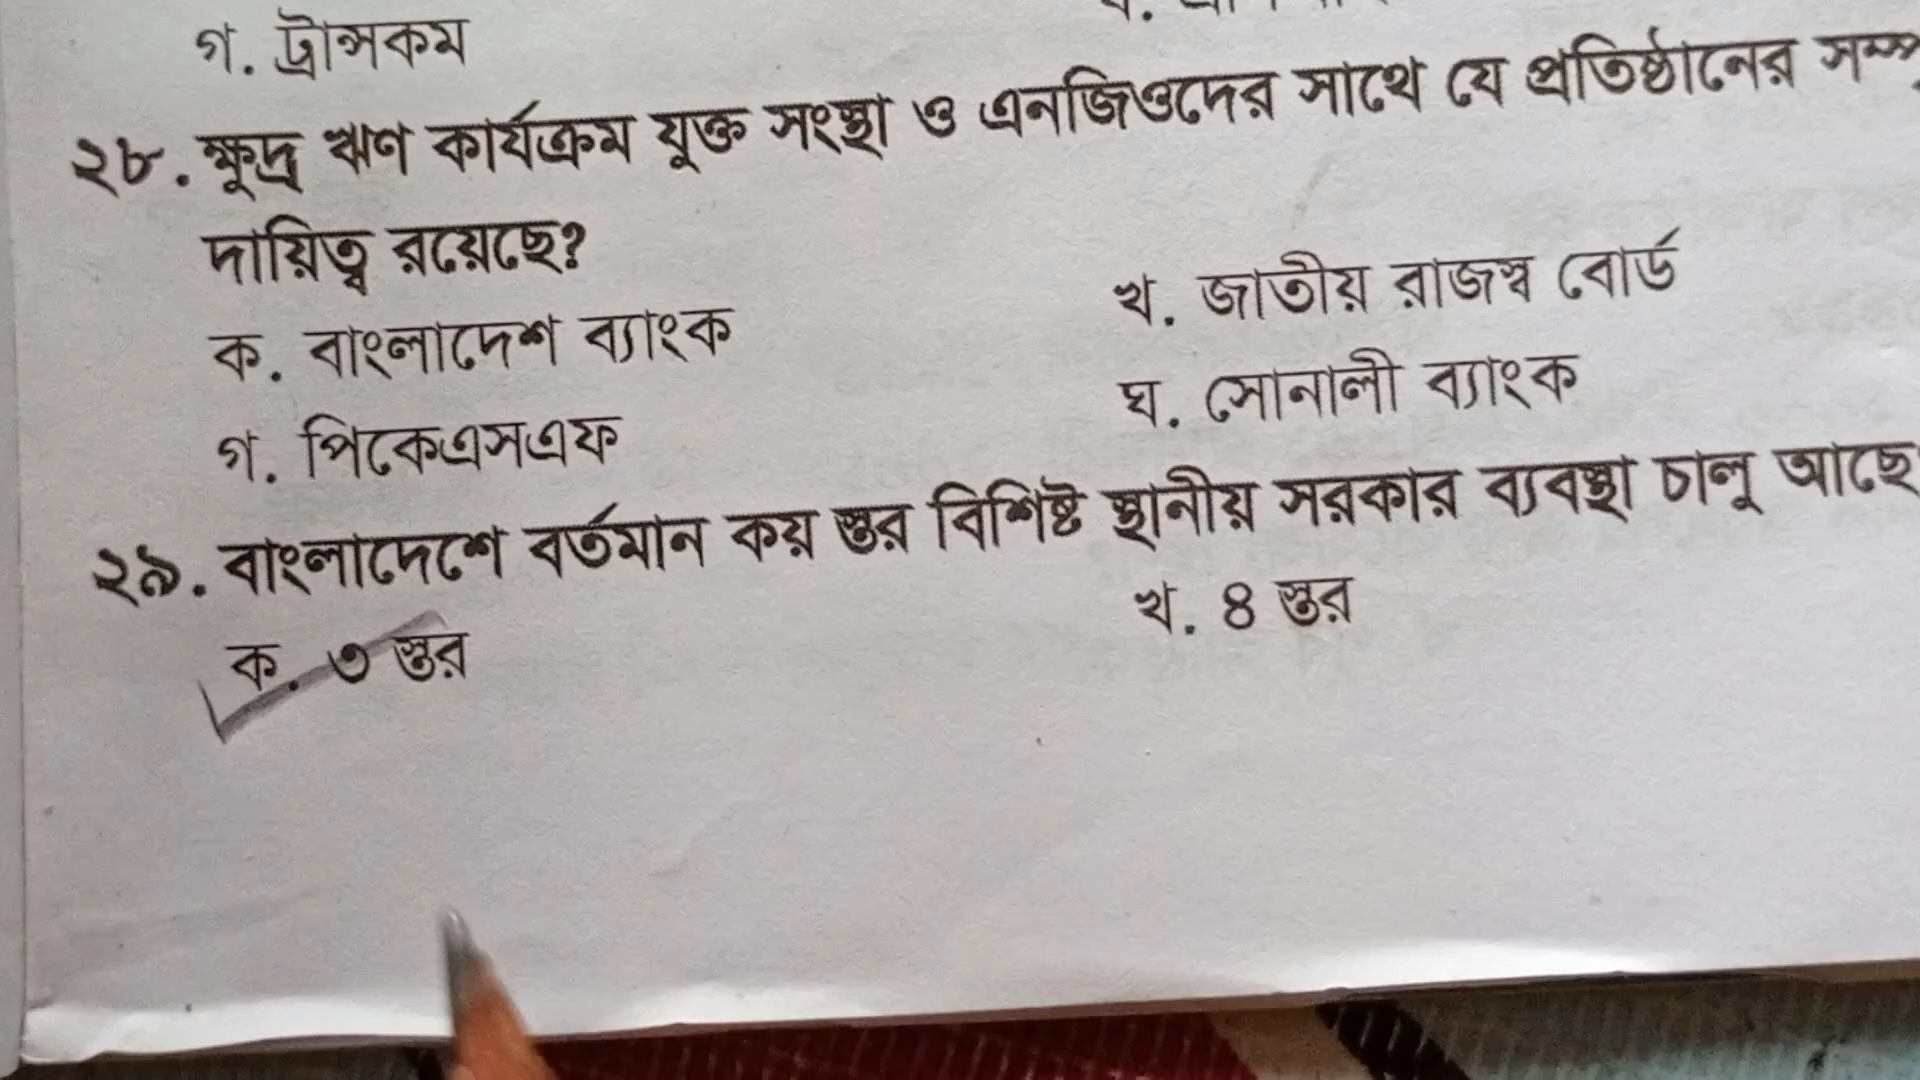 গ. ট্রান্সকম
২৮. ক্ষুদ্র ঋণ কার্যক্রম যুক্ত সংস্থা ও এনজিওদের সাথে যে প্রতিষ্ঠানের
দায়িত্ব রয়েছে?
ক. বাংলাদেশ ব্যাংক খ. জাতীয় রাজস্ব বোর্ড
গ. পিকেএসএফ ঘ. সোনালী ব্যাংক
২৯. বাংলাদেশে বর্তমান কয় স্তর বিশিষ্ট স্থানীয় সরকার ব্যবস্থা চালু আছে
ক. ৩ স্তর খ. ৪ স্তর